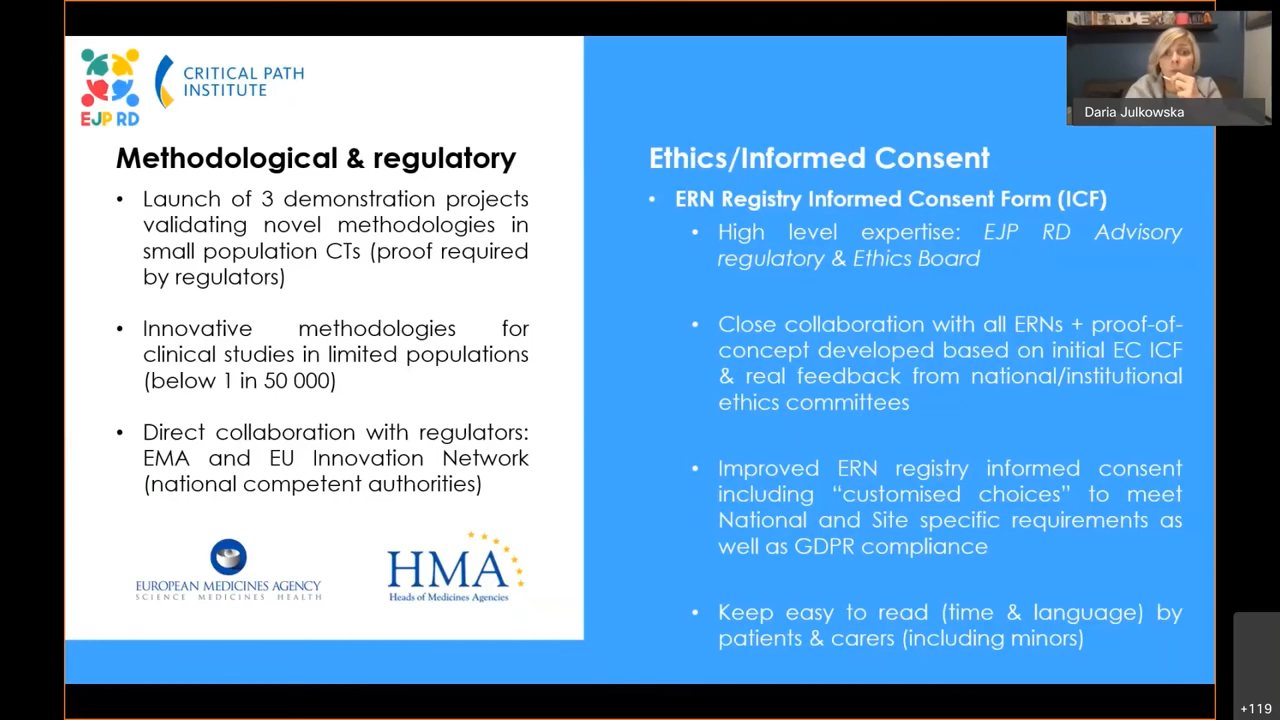 EJP RD
CRITICAL PATH
INSTITUTE
Methodological & regulatory
• Launch of 3 demonstration projects
validating novel methodologies in
small population CTs (proof required
by regulators)
• Innovative methodologies for
clinical studies in limited populations
(below 1 in 50 000)
• Direct collaboration with regulators:
EMA and EU Innovation Network
(national competent authorities)
EUROPEAN MEDICINES AGENCY
SCIENCE MEDICINES HEALTH
HMA
Heads of Medicines Agencies
Ethics/Informed Consent
• ERN Registry Informed Consent Form (ICF)
• High level expertise: EJP RD Advisory
regulatory & Ethics Board
• Close collaboration with all ERNs + proof-of-
concept developed based on initial EC ICF
& real feedback from national/institutional
ethics committees
• Improved ERN registry informed consent
including “customised choices” to meet
National and Site specific requirements as
well as GDPR compliance
• Keep easy to read (time & language) by
patients & carers (including minors)
Daria Julkowska
+119